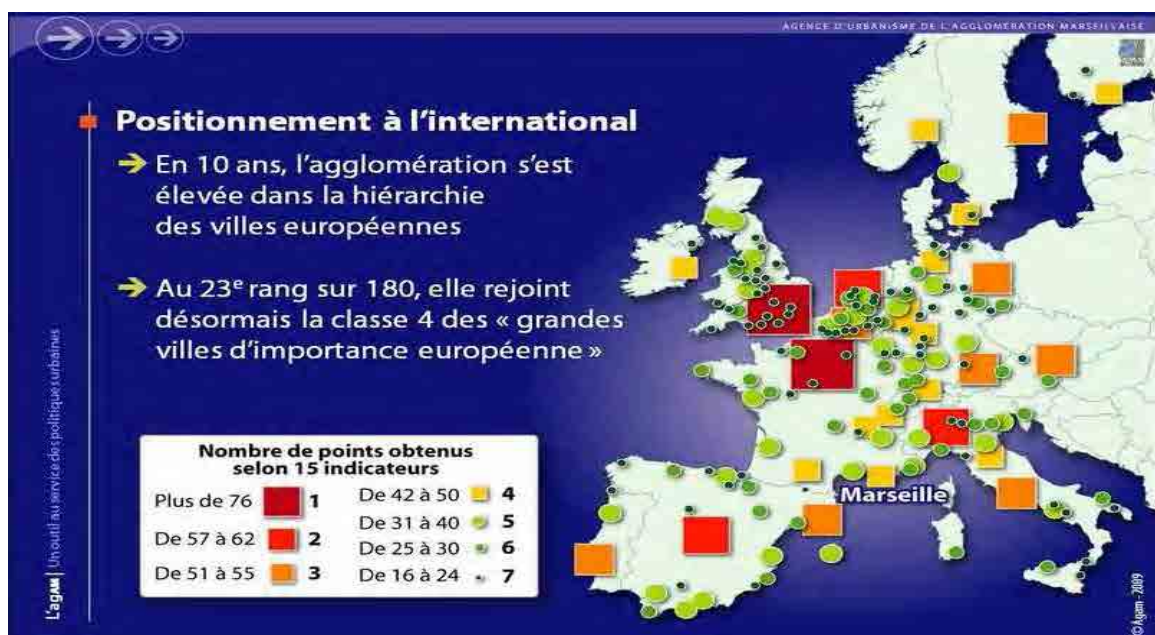 AGENCE D'URBANISME DE L'AGGLOMÉRATION MARSEILLAISE
Positionnement à l'international
En 10 ans, l'agglomération s'est
élevée dans la hiérarchie
des villes européennes
Au 23e rang sur 180, elle rejoint
désormais la classe 4 des « grandes
villes d'importance européenne »
Nombre de points obtenus
selon 15 indicateurs
Plus de 76 1
De 57 à 62 2
De 51 à 55 3
De 42 à 50 4
De 31 à 40 5
De 25 à 30 6
De 16 à 24 7
Marseille
L'agAM | Un outil au service des politiques urbaines
© Agam - 2009